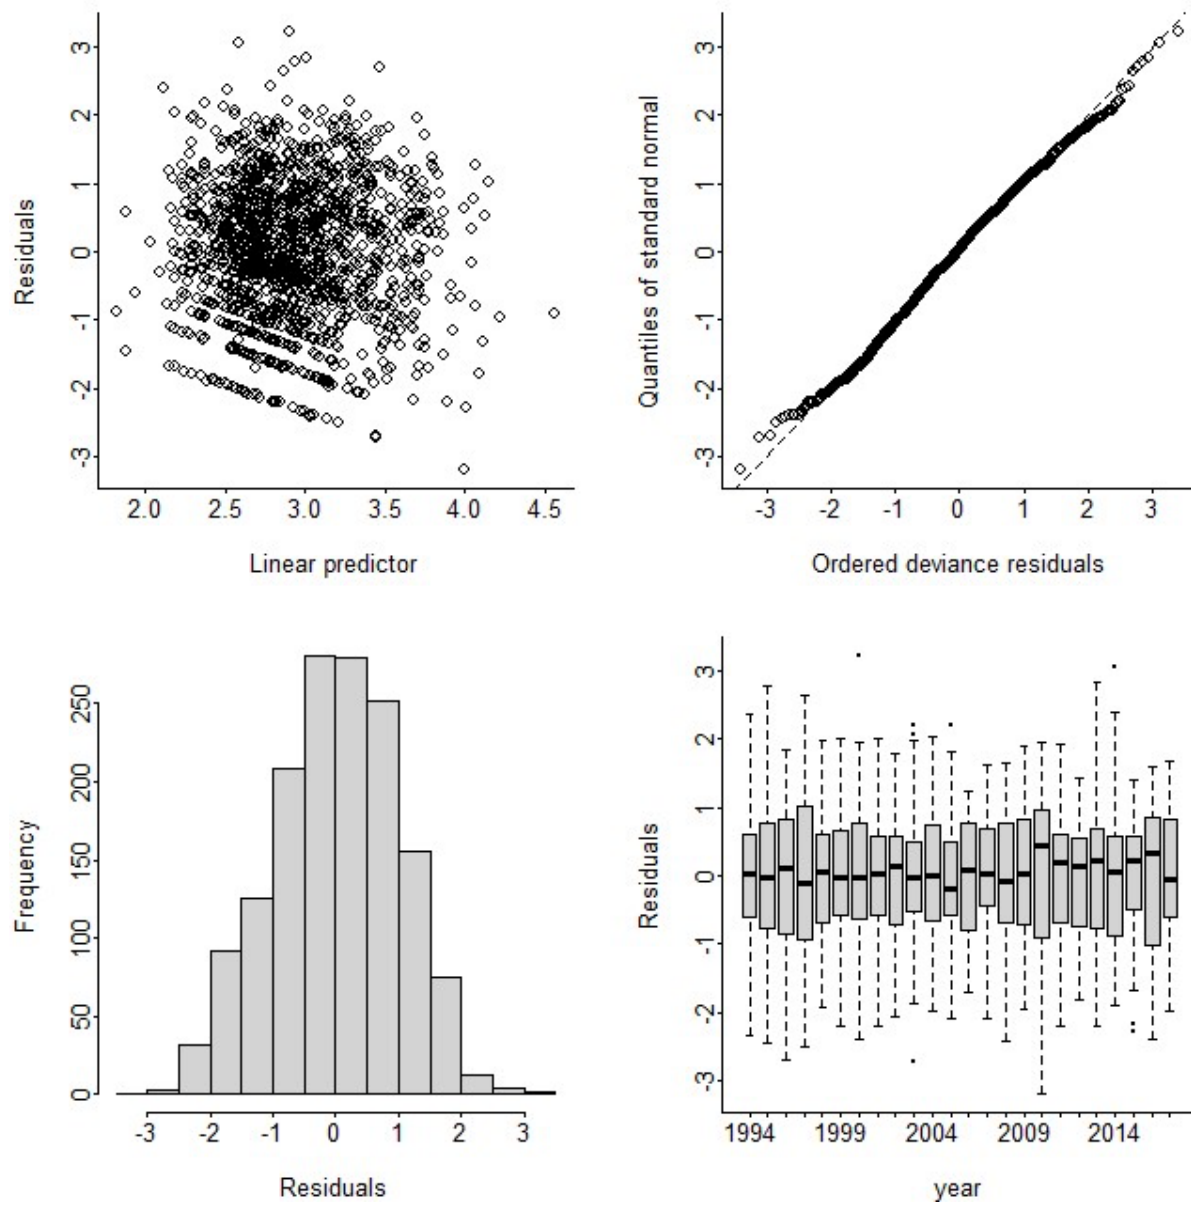 3
2
1
0
-1
-2
-3
Residuals
2.0 2.5 3.0 3.5 4.0 4.5
Linear predictor
3
2
1
0
-1
-2
-3
Quantiles of standard normal
-3 -2 -1 0 1 2 3
Ordered deviance residuals
250
200
150
100
50
0
Frequency
-3 -2 -1 0 1 2 3
Residuals
3
2
1
0
-1
-2
-3
Residuals
1994 1999 2004 2009 2014
year